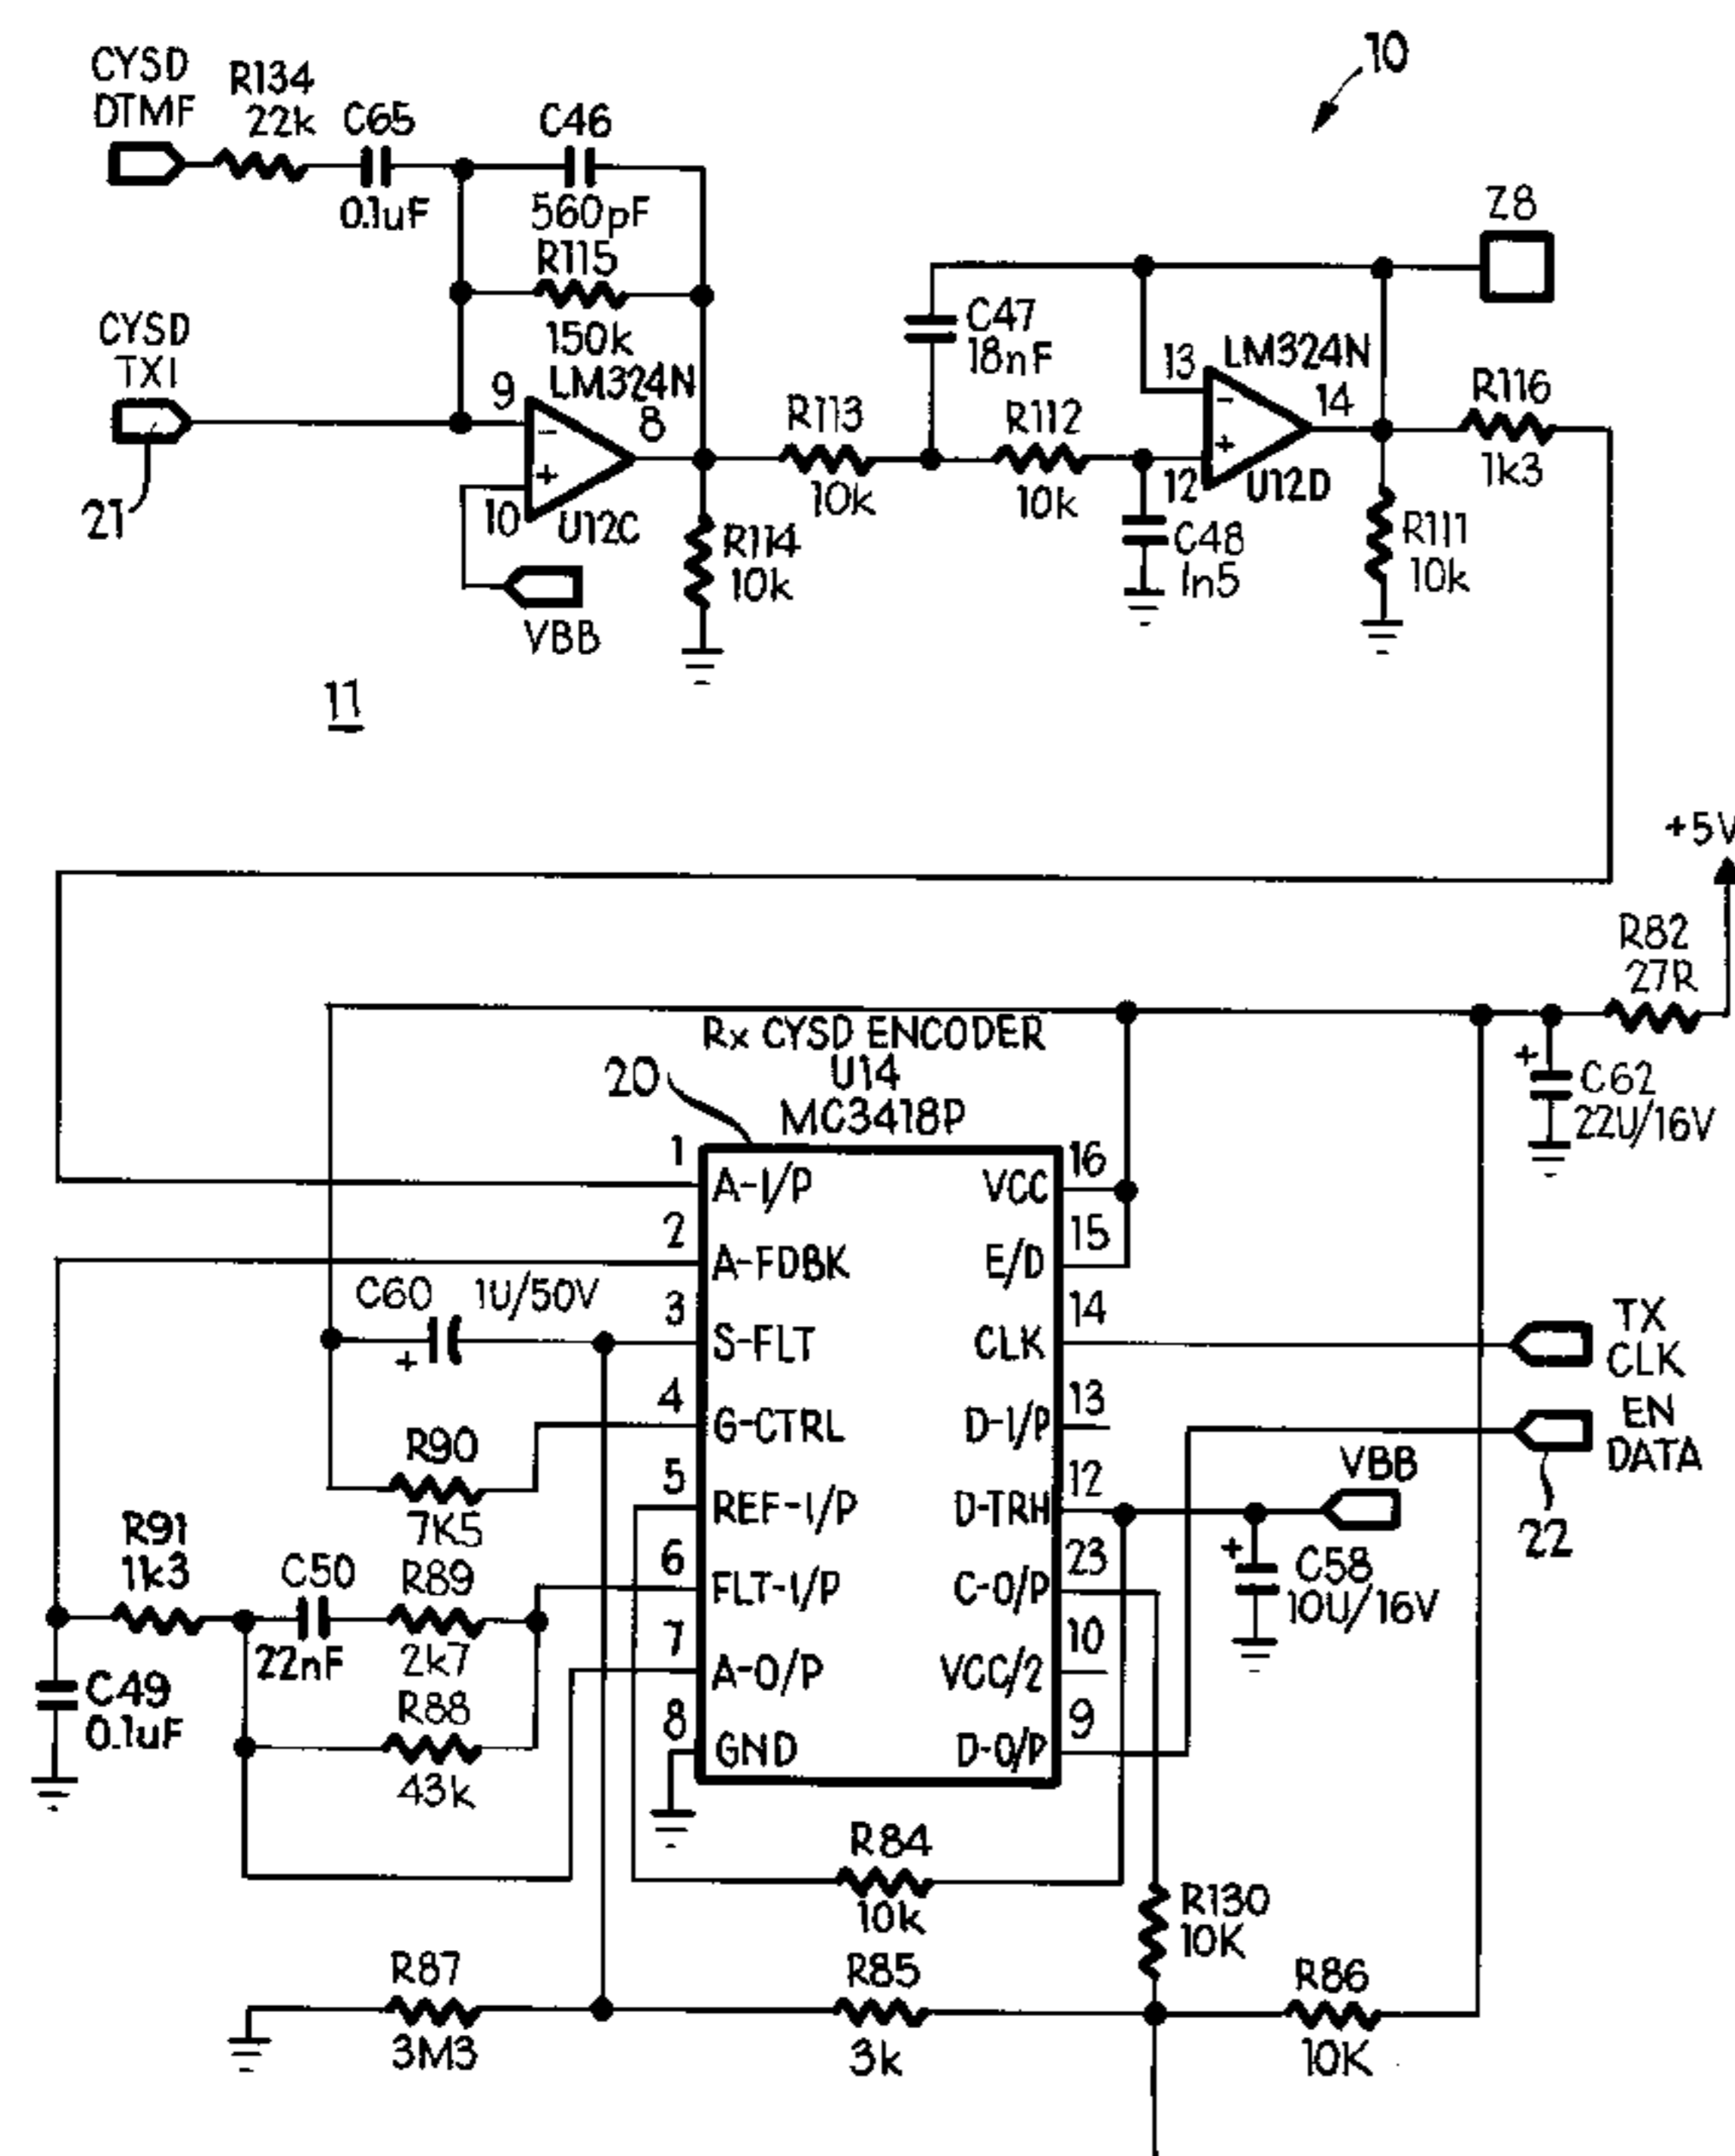 10
CYSD
DTMF
R134
22k
C65
0.1uF
C46
560pF
R115
150k
LM324N
Z8
CYSD
TX1
21
9
-
+
10
8
U12C
VBB
R114
10k
R113
10k
C47
18nF
R112
10k
13
12
-
+
LM324N
14
U12D
C48
1n5
R116
1k3
R111
10k
11
+5V
R82
27R
+
C62
22U/16V
Rx CYSD ENCODER
U14
MC3418P
20
1 A-I/P
2 A-FDBK
3 S-FLT
4 G-CTRL
5 REF-I/P
6 FLT-I/P
7 A-O/P
8 GND
16 VCC
15 E/D
14 CLK
13 D-I/P
12 D-TRH
23 C-O/P
10 VCC/2
9 D-O/P
TX
CLK
EN
DATA
22
VBB
+
C58
10U/16V
C60 1U/50V
+
R90
7K5
R91
1k3
C50
22nF
R89
2k7
R88
43k
C49
0.1uF
R84
10k
R130
10K
R87
3M3
R85
3k
R86
10K